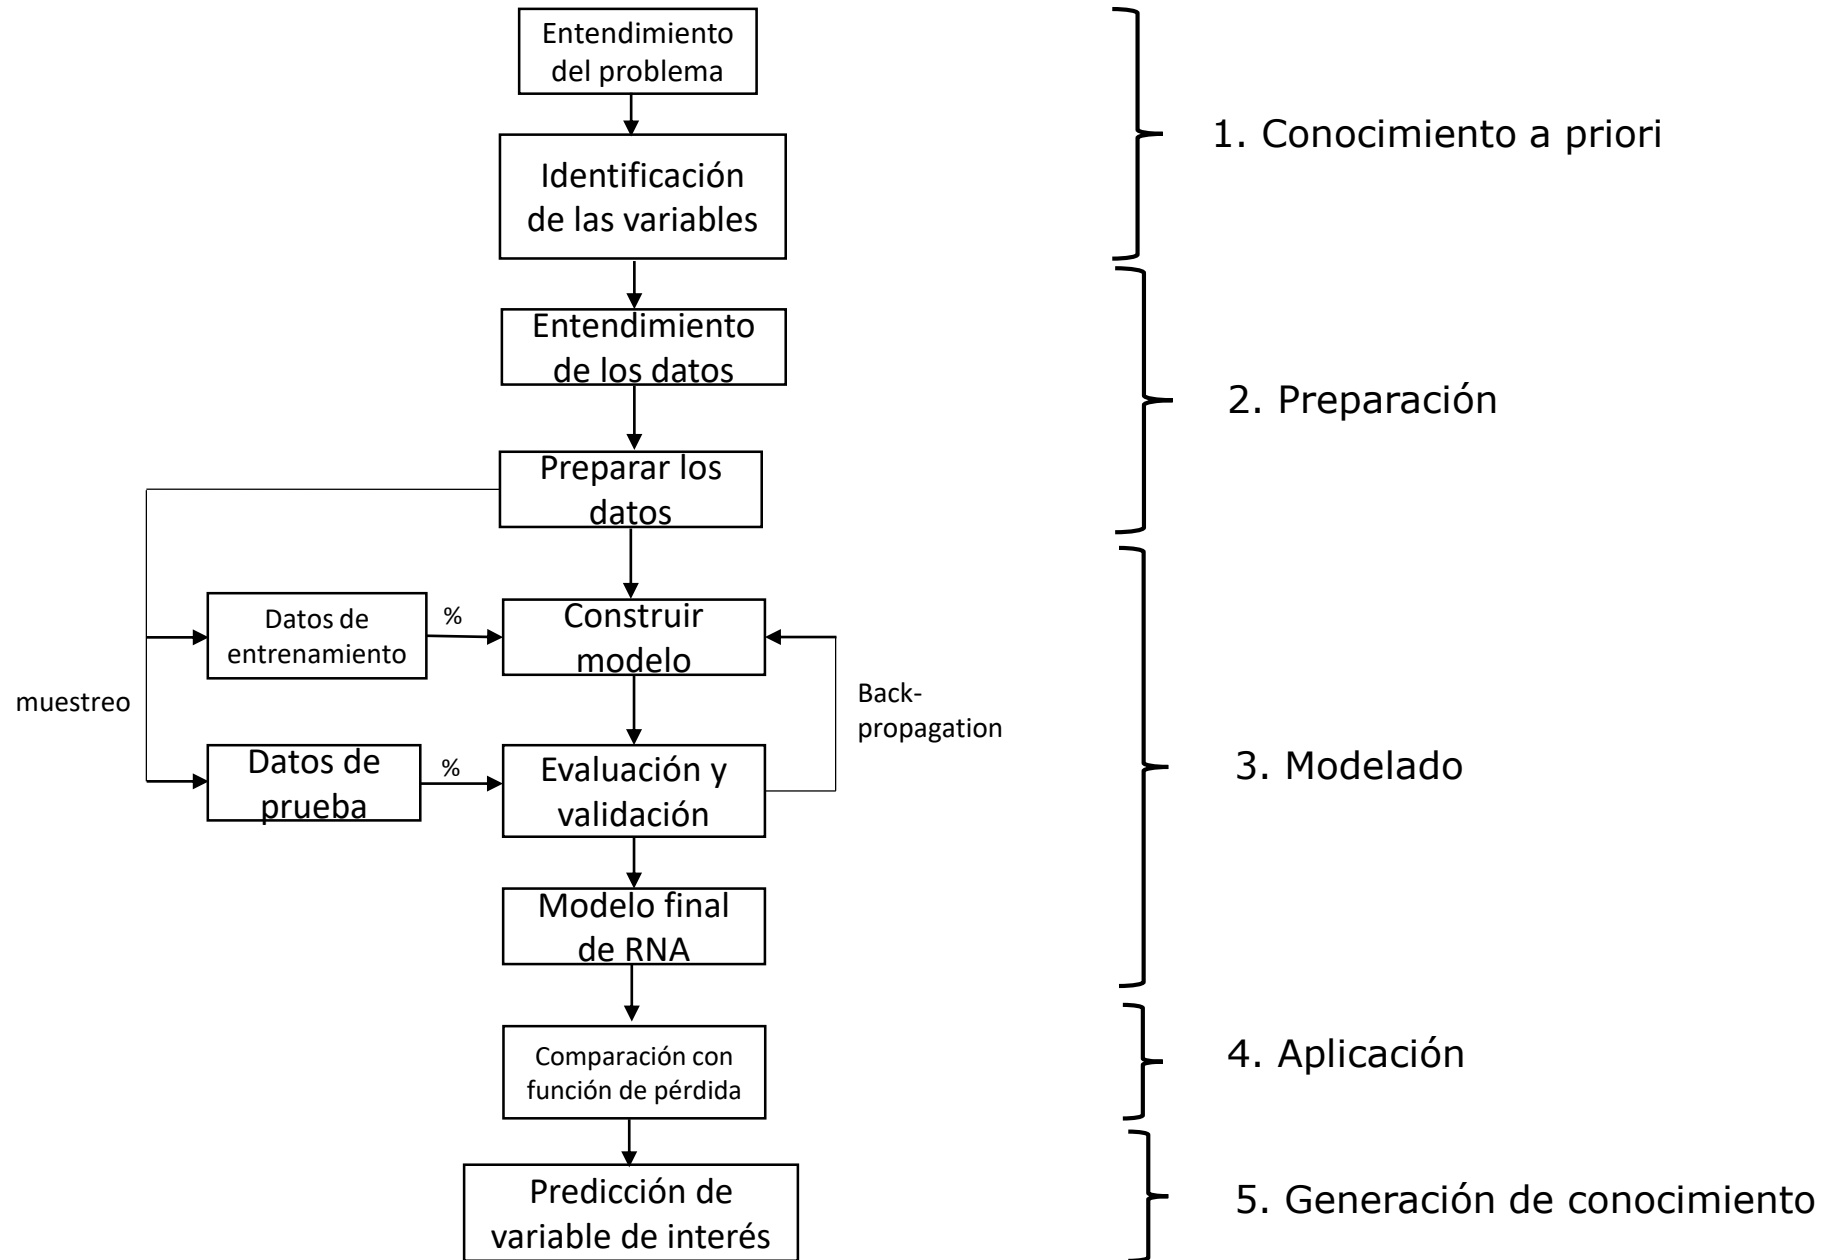 Entendimiento
del problema
1. Conocimiento a priori
Identificación
de las variables
Entendimiento
de los datos
2. Preparación
Preparar los
datos
Datos de
entrenamiento
%
Construir
modelo
muestreo
Back-
propagation
Datos de
prueba
%
Evaluación y
validación
3. Modelado
Modelo final
de RNA
Comparación con
función de pérdida
4. Aplicación
Predicción de
variable de interés
5. Generación de conocimiento